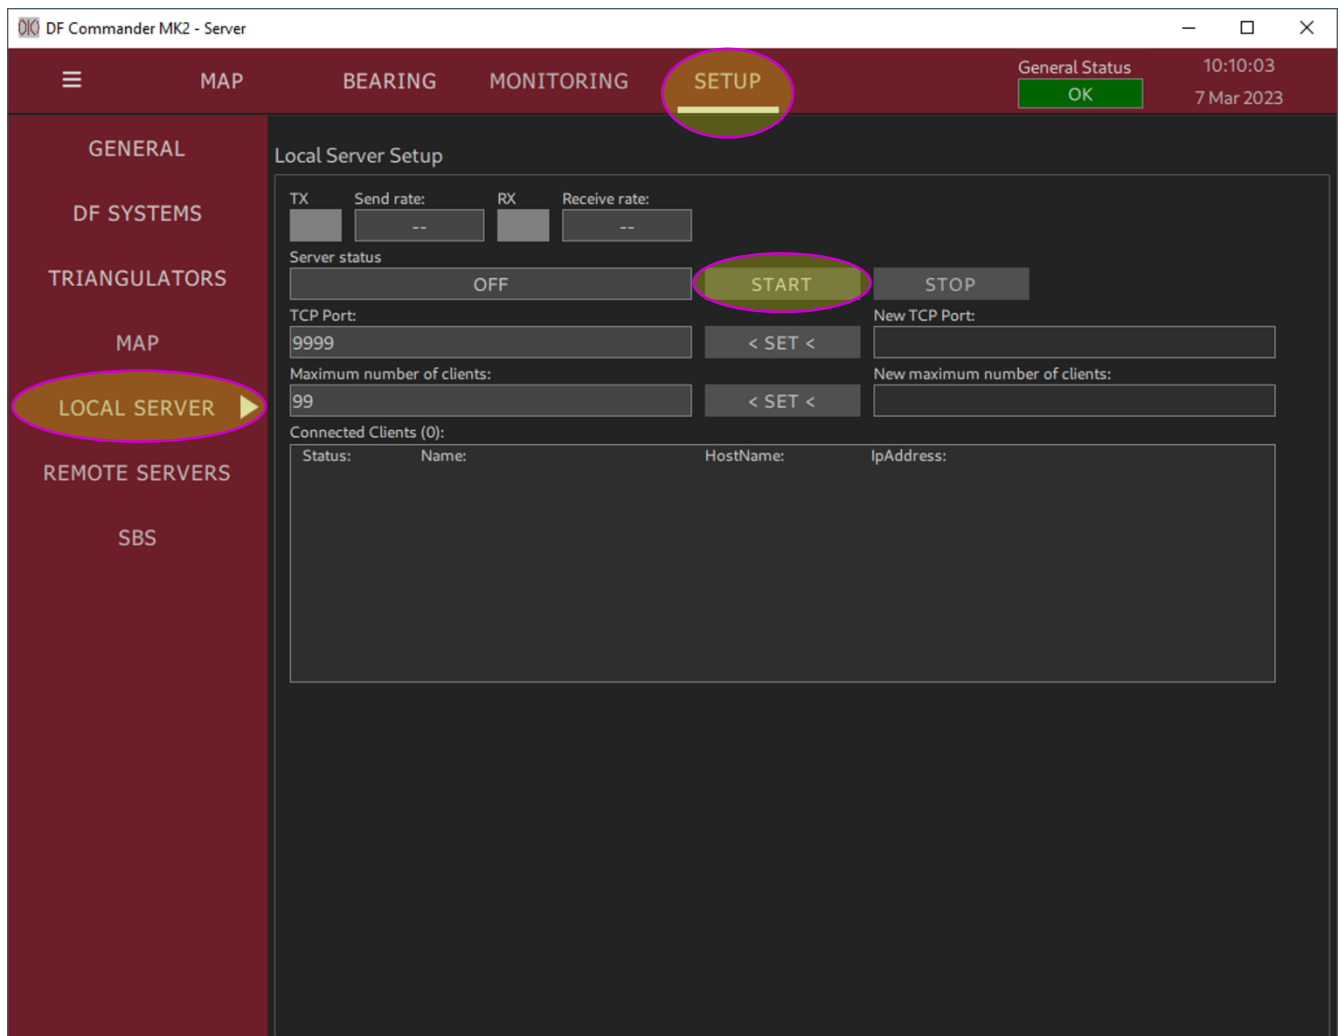 DF Commander MK2 - Server
MAP BEARING MONITORING SETUP
General Status
OK
10:10:03
7 Mar 2023
GENERAL
DF SYSTEMS
TRIANGULATORS
MAP
LOCAL SERVER
REMOTE SERVERS
SBS
Local Server Setup
TX Send rate: RX Receive rate:
-- --
Server status
OFF START STOP
TCP Port: New TCP Port:
9999 < SET <
Maximum number of clients: New maximum number of clients:
99 < SET <
Connected Clients (0):
Status: Name: HostName: IpAddress: